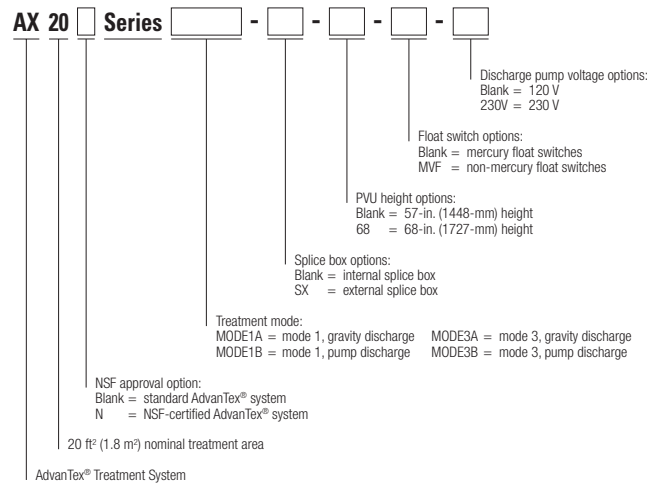 AX 20 Series - - - -
Discharge pump voltage options:
Blank = 120 V
230V = 230 V
Float switch options:
Blank = mercury float switches
MVF = non-mercury float switches
PVU height options:
Blank = 57-in. (1448-mm) height
68 = 68-in. (1727-mm) height
Splice box options:
Blank = internal splice box
SX = external splice box
Treatment mode:
MODE1A = mode 1, gravity discharge MODE3A = mode 3, gravity discharge
MODE1B = mode 1, pump discharge MODE3B = mode 3, pump discharge
NSF approval option:
Blank = standard AdvanTex® system
N = NSF-certified AdvanTex® system
20 ft² (1.8 m²) nominal treatment area
AdvanTex® Treatment System